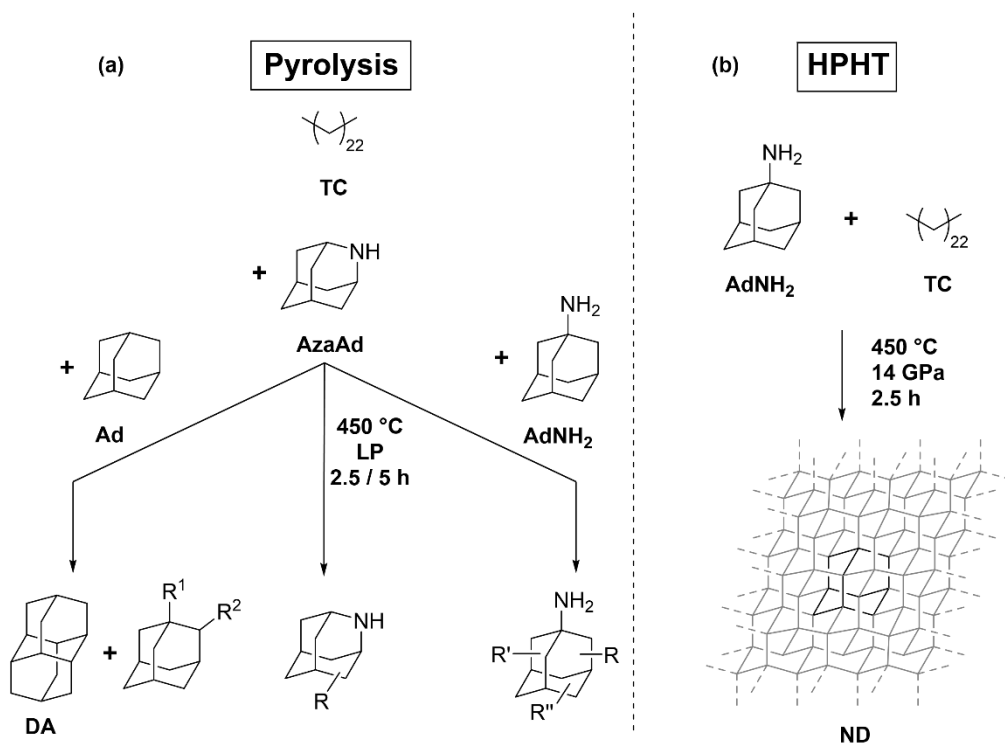 (a)
Pyrolysis
22
TC
+
NH
AzaAd
+
Ad
+
NH₂
AdNH₂
450 °C
LP
2.5 / 5 h
DA
+
R¹
R²
NH
R
NH₂
R'
R
R"
(b)
HPHT
NH₂
AdNH₂
+
22
TC
450 °C
14 GPa
2.5 h
ND